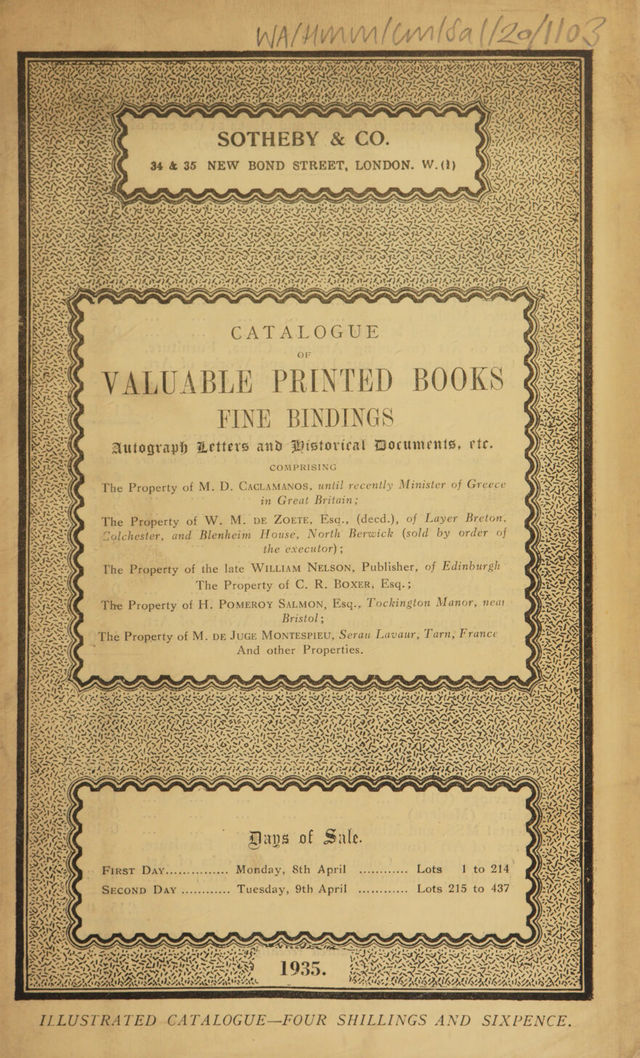 WA/HMM/CM/Sal/29/1103
SOTHEBY & CO.
34 & 35 NEW BOND STREET, LONDON. W.(1)
CATALOGUE
OF
VALUABLE PRINTED BOOKS
FINE BINDINGS
Autograph Letters and Historical Documents, etc.
COMPRISING
The Property of M. D. CACLAMANOS, until recently Minister of Greece
in Great Britain;
The Property of W. M. DE ZOETE, Esq., (decd.), of Layer Breton,
Colchester, and Blenheim House, North Berwick (sold by order of
the executor);
The Property of the late WILLIAM NELSON, Publisher, of Edinburgh
The Property of C. R. BOXER, Esq.;
The Property of H. POMEROY SALMON, Esq., Tockington Manor, near
Bristol;
The Property of M. DE JUGE MONTESPIEU, Serau Lavaur, Tarn, France
And other Properties.
Days of Sale.
FIRST DAY............... Monday, 8th April ............ Lots 1 to 214
SECOND DAY ............ Tuesday, 9th April ............ Lots 215 to 437
1935.
ILLUSTRATED CATALOGUE—FOUR SHILLINGS AND SIXPENCE.